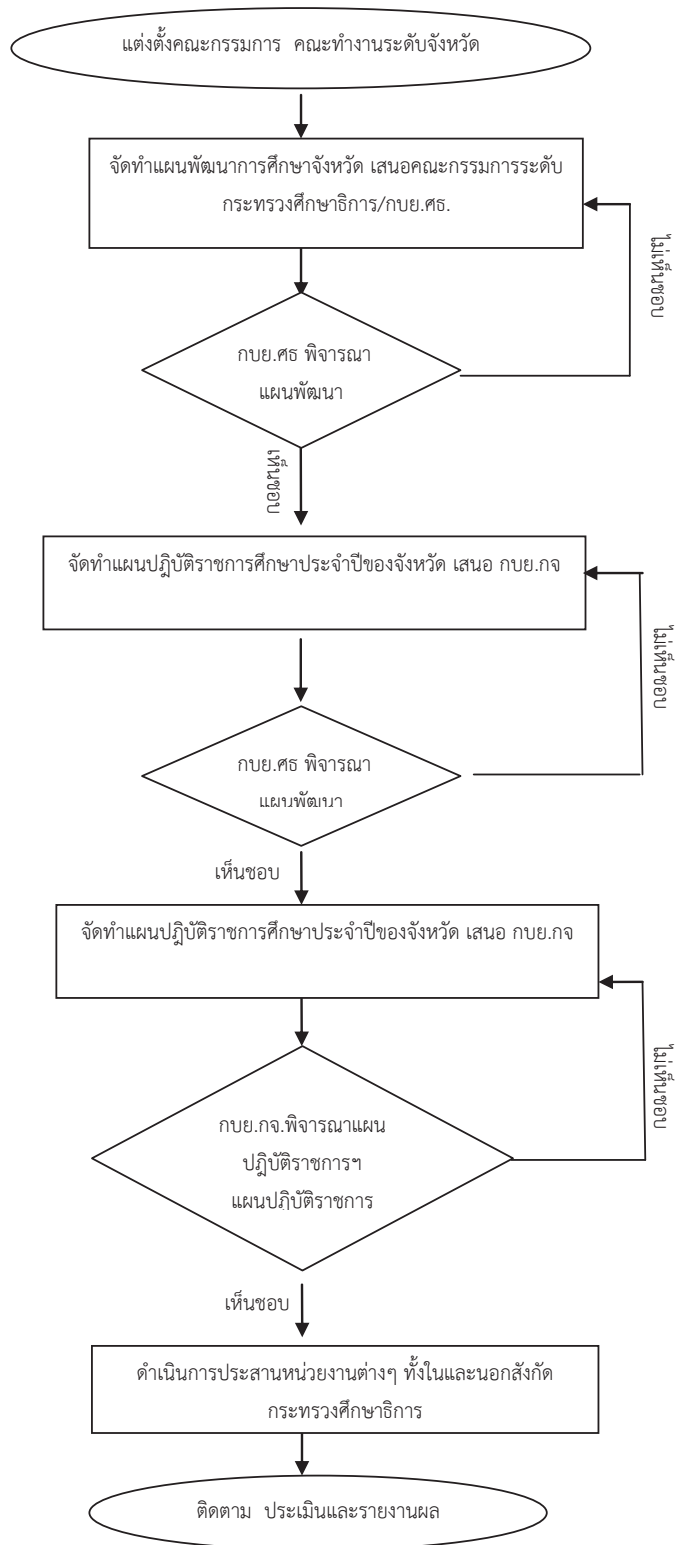 แต่งตั้งคณะกรรมการ คณะทำงานระดับจังหวัด
จัดทำแผนพัฒนาการศึกษาจังหวัด เสนอคณะกรรมการระดับ
กระทรวงศึกษาธิการ/กบย.ศธ.
ไม่เห็นชอบ
กบย.ศธ พิจารณา
แผนพัฒนา
เห็นชอบ
จัดทำแผนปฎิบัติราชการศึกษาประจำปีของจังหวัด เสนอ กบย.กจ
ไม่เห็นชอบ
กบย.ศธ พิจารณา
แผนพัฒนา
เห็นชอบ
จัดทำแผนปฎิบัติราชการศึกษาประจำปีของจังหวัด เสนอ กบย.กจ
ไม่เห็นชอบ
กบย.กจ.พิจารณาแผน
ปฎิบัติราชการฯ
แผนปฎิบัติราชการ
เห็นชอบ
ดำเนินการประสานหน่วยงานต่างๆ ทั้งในและนอกสังกัด
กระทรวงศึกษาธิการ
ติดตาม ประเมินและรายงานผล